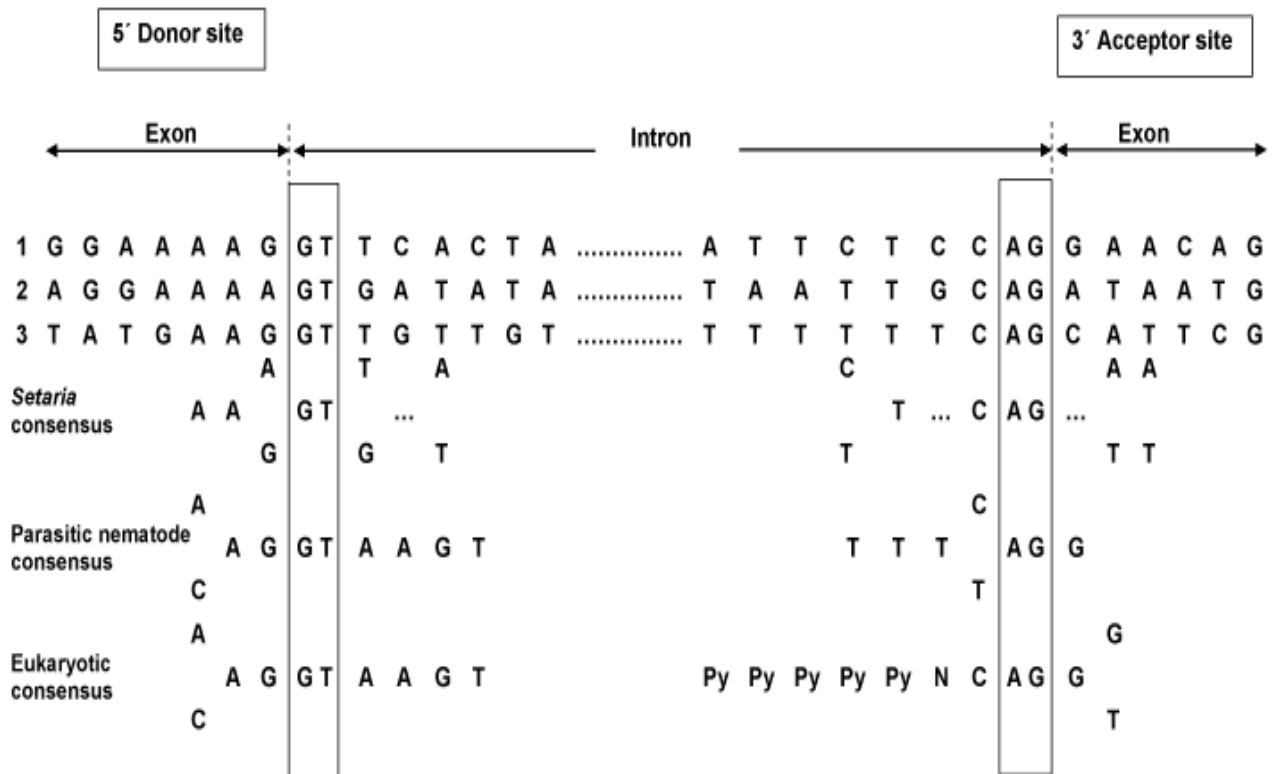 5´ Donor site 3´ Acceptor site
Exon Intron Exon
1 G G A A A A G GT T C A C T A ............... A T T C T C C AG G A A C A G
2 A G G A A A A GT G A T A T A ............... T A A T T G C AG A T A A T G
3 T A T G A A G GT T G T T G T ............... T T T T T T C AG C A T T C G
A T A C A A
Setaria
consensus
A A GT ... T ... C AG ...
G G T T T T
A C
Parasitic nematode
consensus
A G GT A A G T T T T AG G
C T
A G
Eukaryotic
consensus
A G GT A A G T Py Py Py Py Py N C AG G
C T